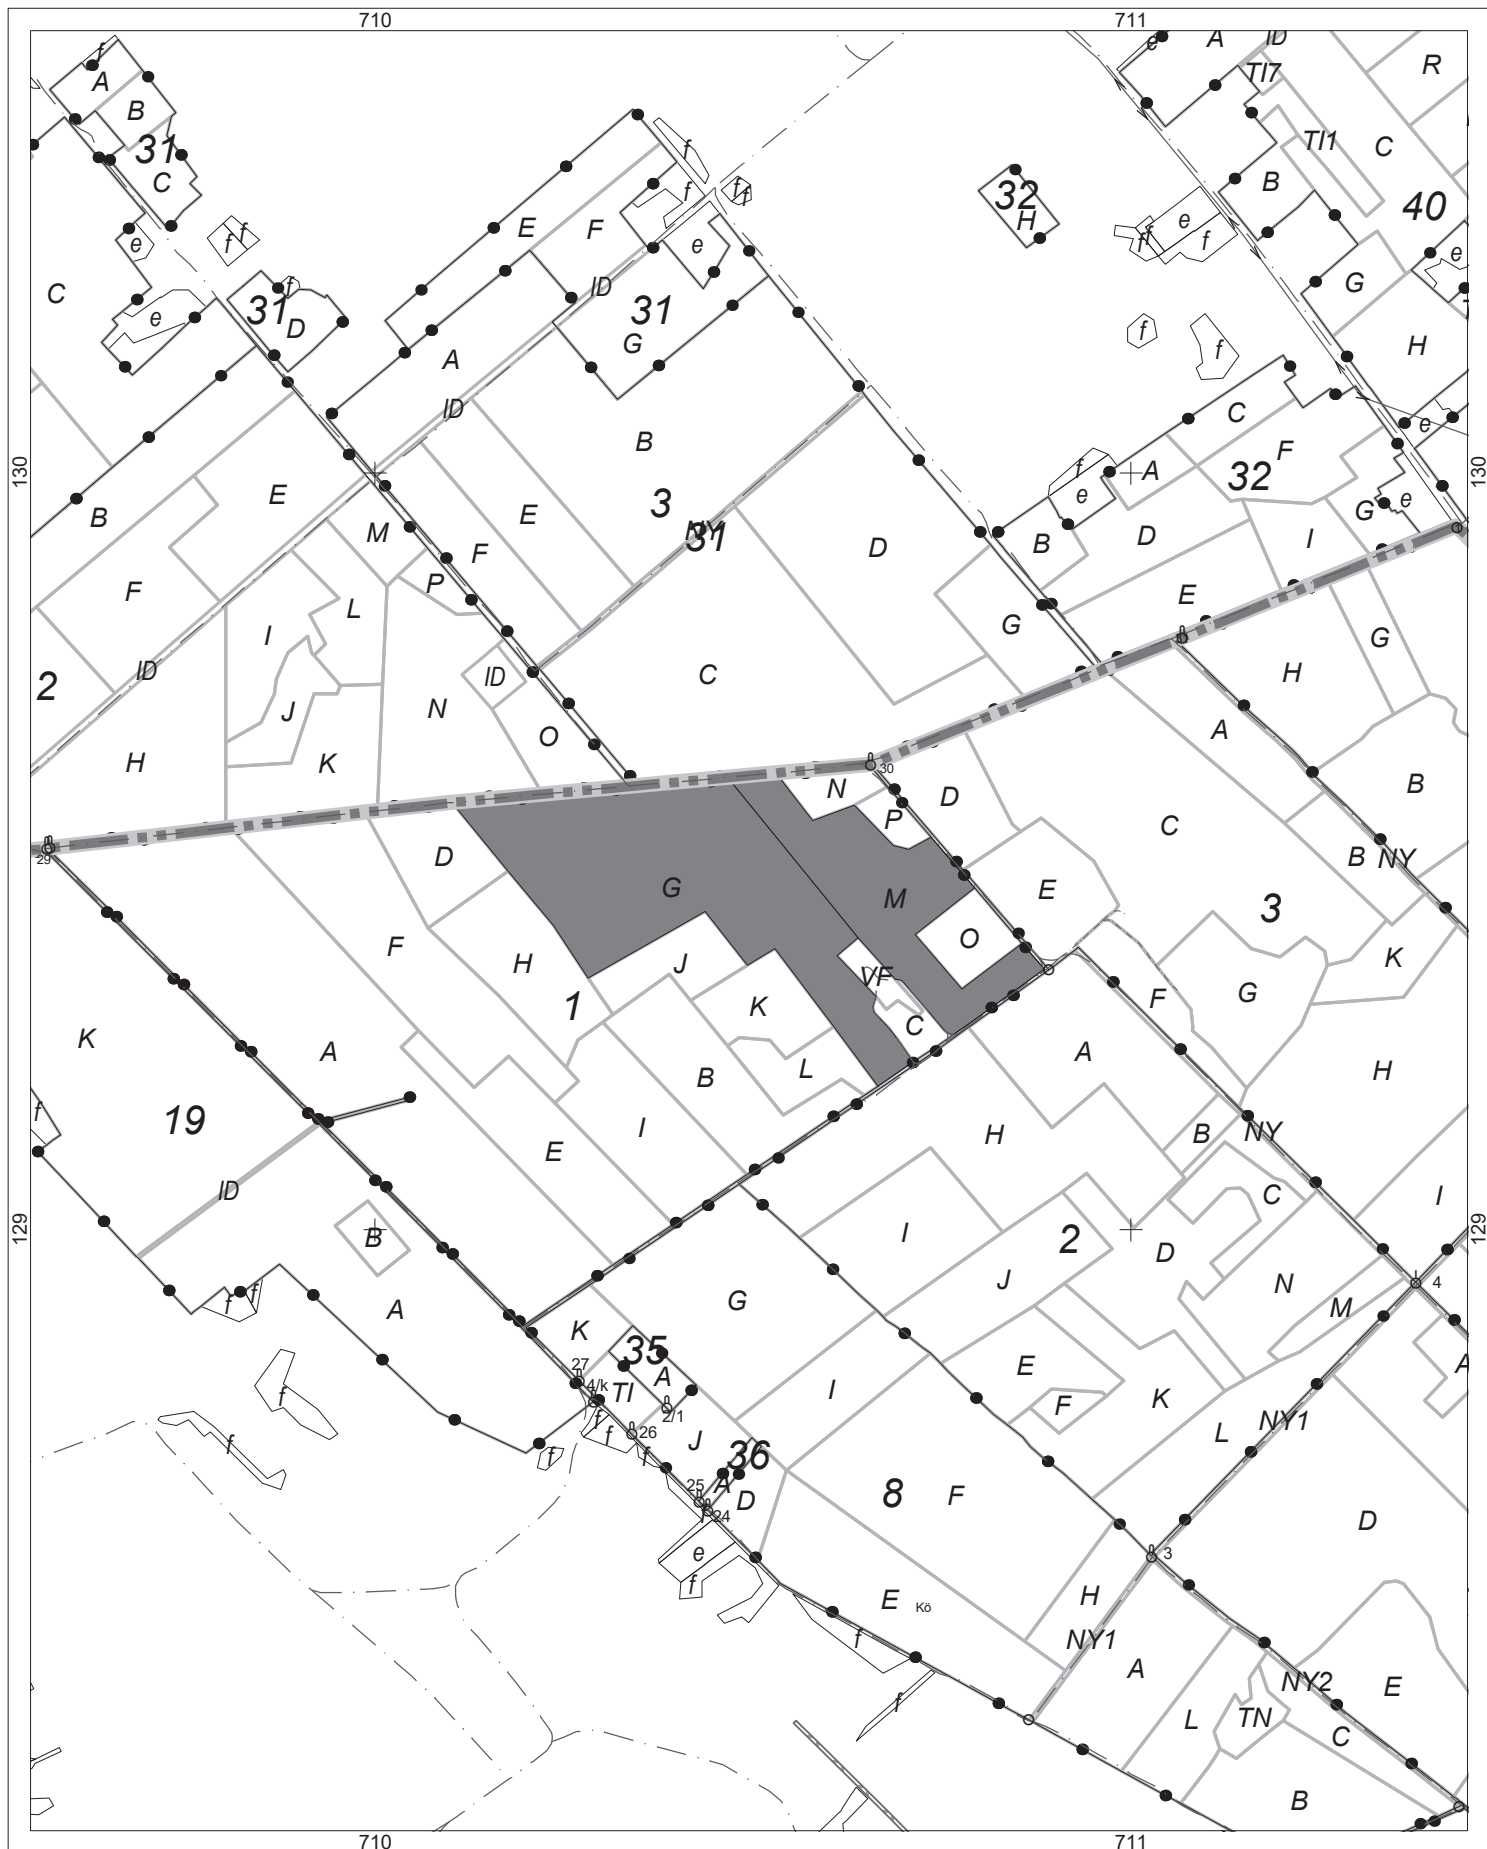 710 711
f A ID
A e R
B TI7
31 TI1 C
C f B
f 32 40
E F H e
e f f e f f e
C f ID G
e 31 31 f
D G f H
A
ID C e
B
130 130
A F
E 3 f 32
B e G e
M E NY
F 31 D B D I
P
F L E
I G
ID ID C H G
2 N
J O A
H K
30
N D B
29 D P C
B NY
G M E
3
F O K
H J VF F G
1 K
K C
A B L A H
f
19 H B NY
E I
ID C I
129 I 2 129
B D
J N
G 4
A M
K 35 E
f 27 A I A
4/k TI F K
2/1
f 26 J L NY1
f f f 36
25 A 8 F
D D
f 24
e 3
f
E Kö H
f NY1
A NY2 E
f L TN
C
B
710 711